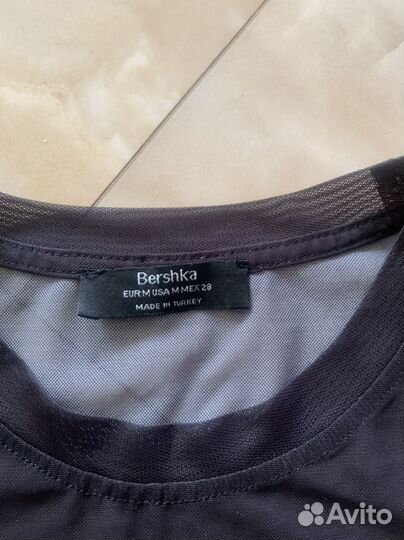 Bershka
EUR M USA M MEX 28
MADE IN TURKEY
Avito